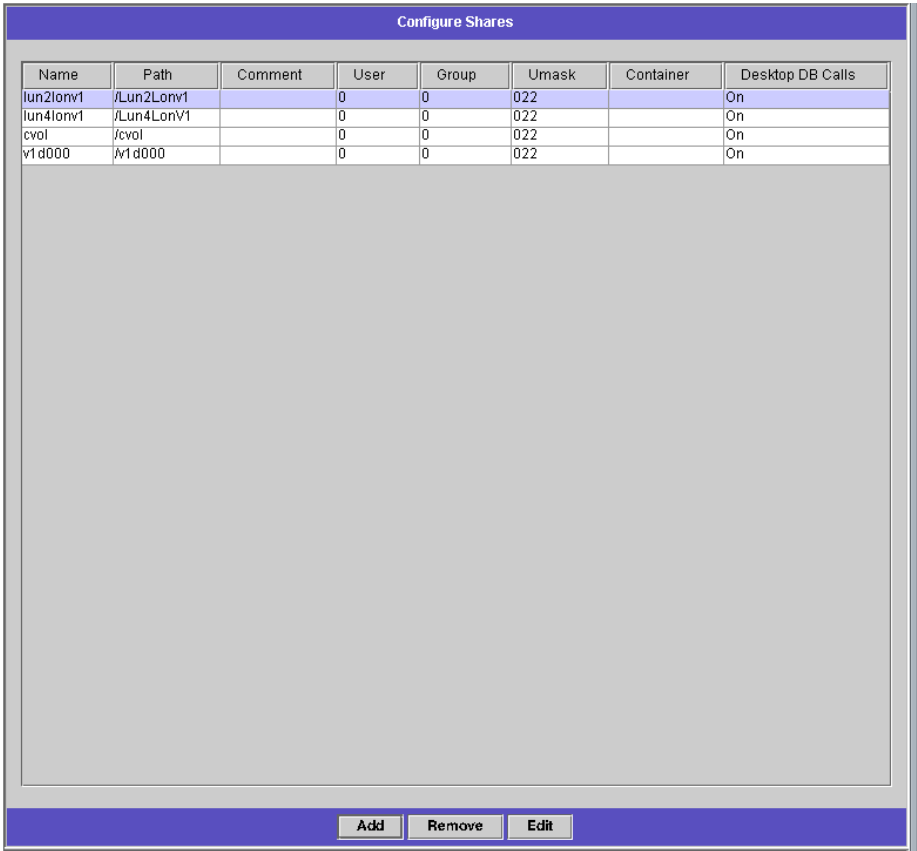 Configure Shares
Name Path Comment User Group Umask Container Desktop DB Calls
lun2lonv1 /Lun2Lonv1 0 0 022 On
lun4lonv1 /Lun4LonV1 0 0 022 On
cvol /cvol 0 0 022 On
v1d000 /v1d000 0 0 022 On
Add Remove Edit